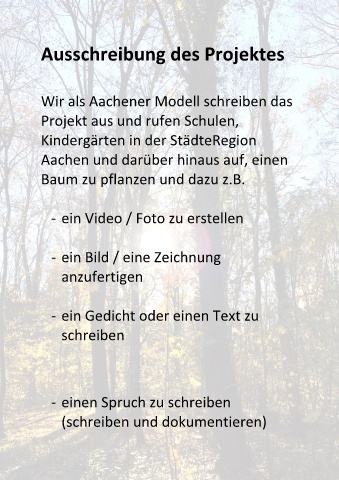 Ausschreibung des Projektes
Wir als Aachener Modell schreiben das
Projekt aus und rufen Schulen,
Kindergärten in der StädteRegion
Aachen und darüber hinaus auf, einen
Baum zu pflanzen und dazu z.B.
- ein Video / Foto zu erstellen
- ein Bild / eine Zeichnung
anzufertigen
- ein Gedicht oder einen Text zu
schreiben
- einen Spruch zu schreiben
(schreiben und dokumentieren)